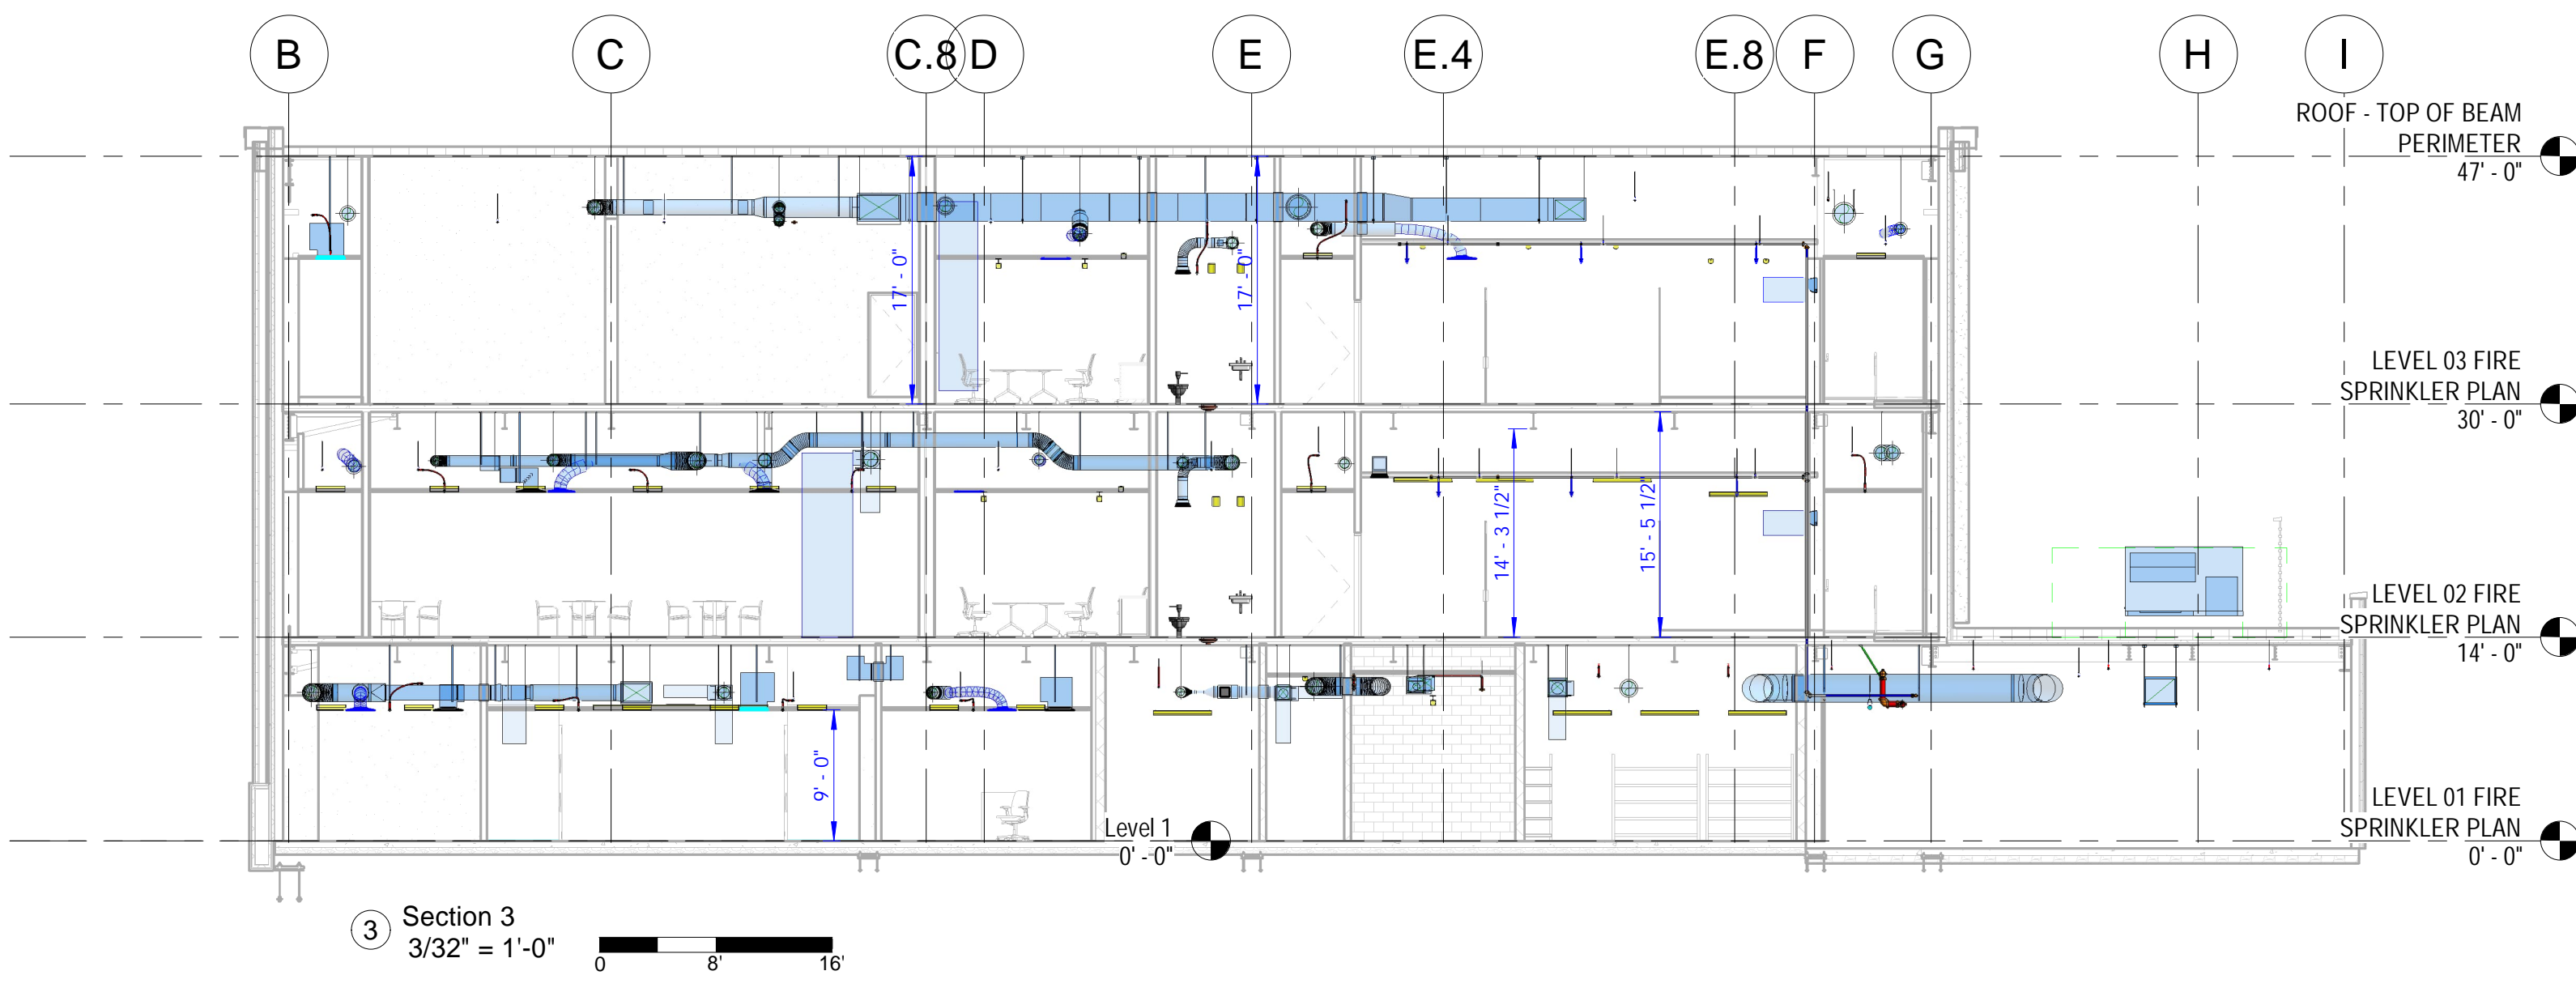 B
C
C.8
D
E
E.4
E.8
F
G
H
I
ROOF - TOP OF BEAM
PERIMETER
47' - 0"
17' - 0"
17' - 0"
LEVEL 03 FIRE
SPRINKLER PLAN
30' - 0"
14' - 3 1/2"
15' - 5 1/2"
LEVEL 02 FIRE
SPRINKLER PLAN
14' - 0"
9' - 0"
Level 1
0' - 0"
LEVEL 01 FIRE
SPRINKLER PLAN
0' - 0"
3
Section 3
3/32" = 1'-0"
0 8' 16'